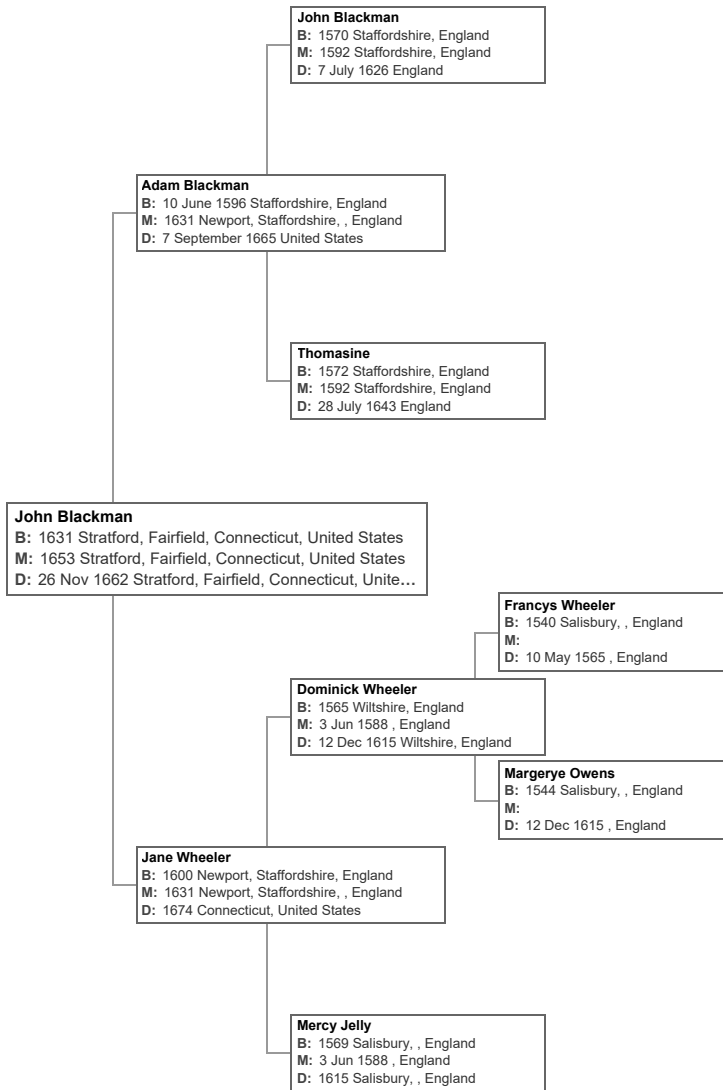 John Blackman
B: 1570 Staffordshire, England
M: 1592 Staffordshire, England
D: 7 July 1626 England
Adam Blackman
B: 10 June 1596 Staffordshire, England
M: 1631 Newport, Staffordshire, , England
D: 7 September 1665 United States
Thomasine
B: 1572 Staffordshire, England
M: 1592 Staffordshire, England
D: 28 July 1643 England
John Blackman
B: 1631 Stratford, Fairfield, Connecticut, United States
M: 1653 Stratford, Fairfield, Connecticut, United States
D: 26 Nov 1662 Stratford, Fairfield, Connecticut, Unite...
Francys Wheeler
B: 1540 Salisbury, , England
M:
D: 10 May 1565 , England
Dominick Wheeler
B: 1565 Wiltshire, England
M: 3 Jun 1588 , England
D: 12 Dec 1615 Wiltshire, England
Margerye Owens
B: 1544 Salisbury, , England
M:
D: 12 Dec 1615 , England
Jane Wheeler
B: 1600 Newport, Staffordshire, England
M: 1631 Newport, Staffordshire, , England
D: 1674 Connecticut, United States
Mercy Jelly
B: 1569 Salisbury, , England
M: 3 Jun 1588 , England
D: 1615 Salisbury, , England